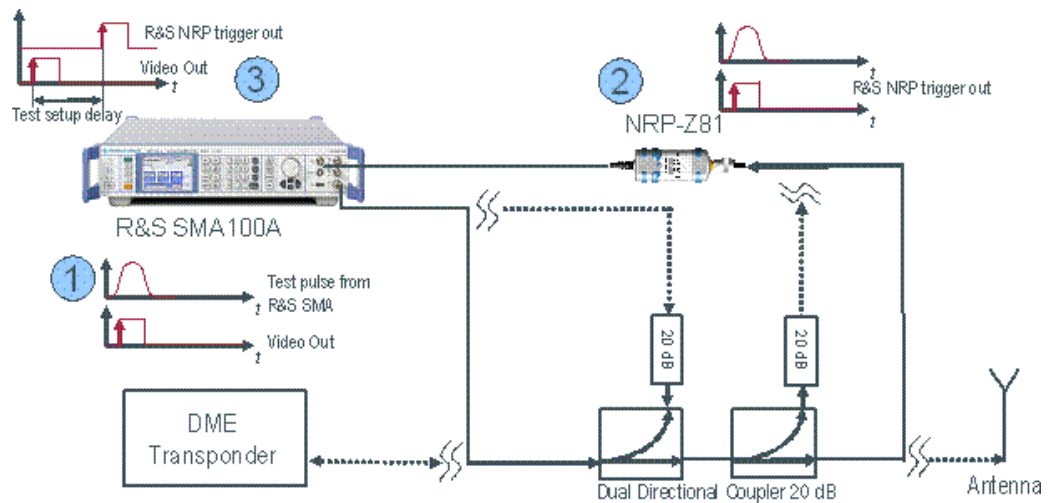 R&S NRP trigger out
Video Out
t
Test setup delay
3
2
R&S NRP trigger out
t
NRP-Z81
R&S SMA100A
1
Test pulse from
R&S SMA
t
Video Out
t
20 dB
20 dB
DME
Transponder
Dual Directional Coupler 20 dB
Antenna